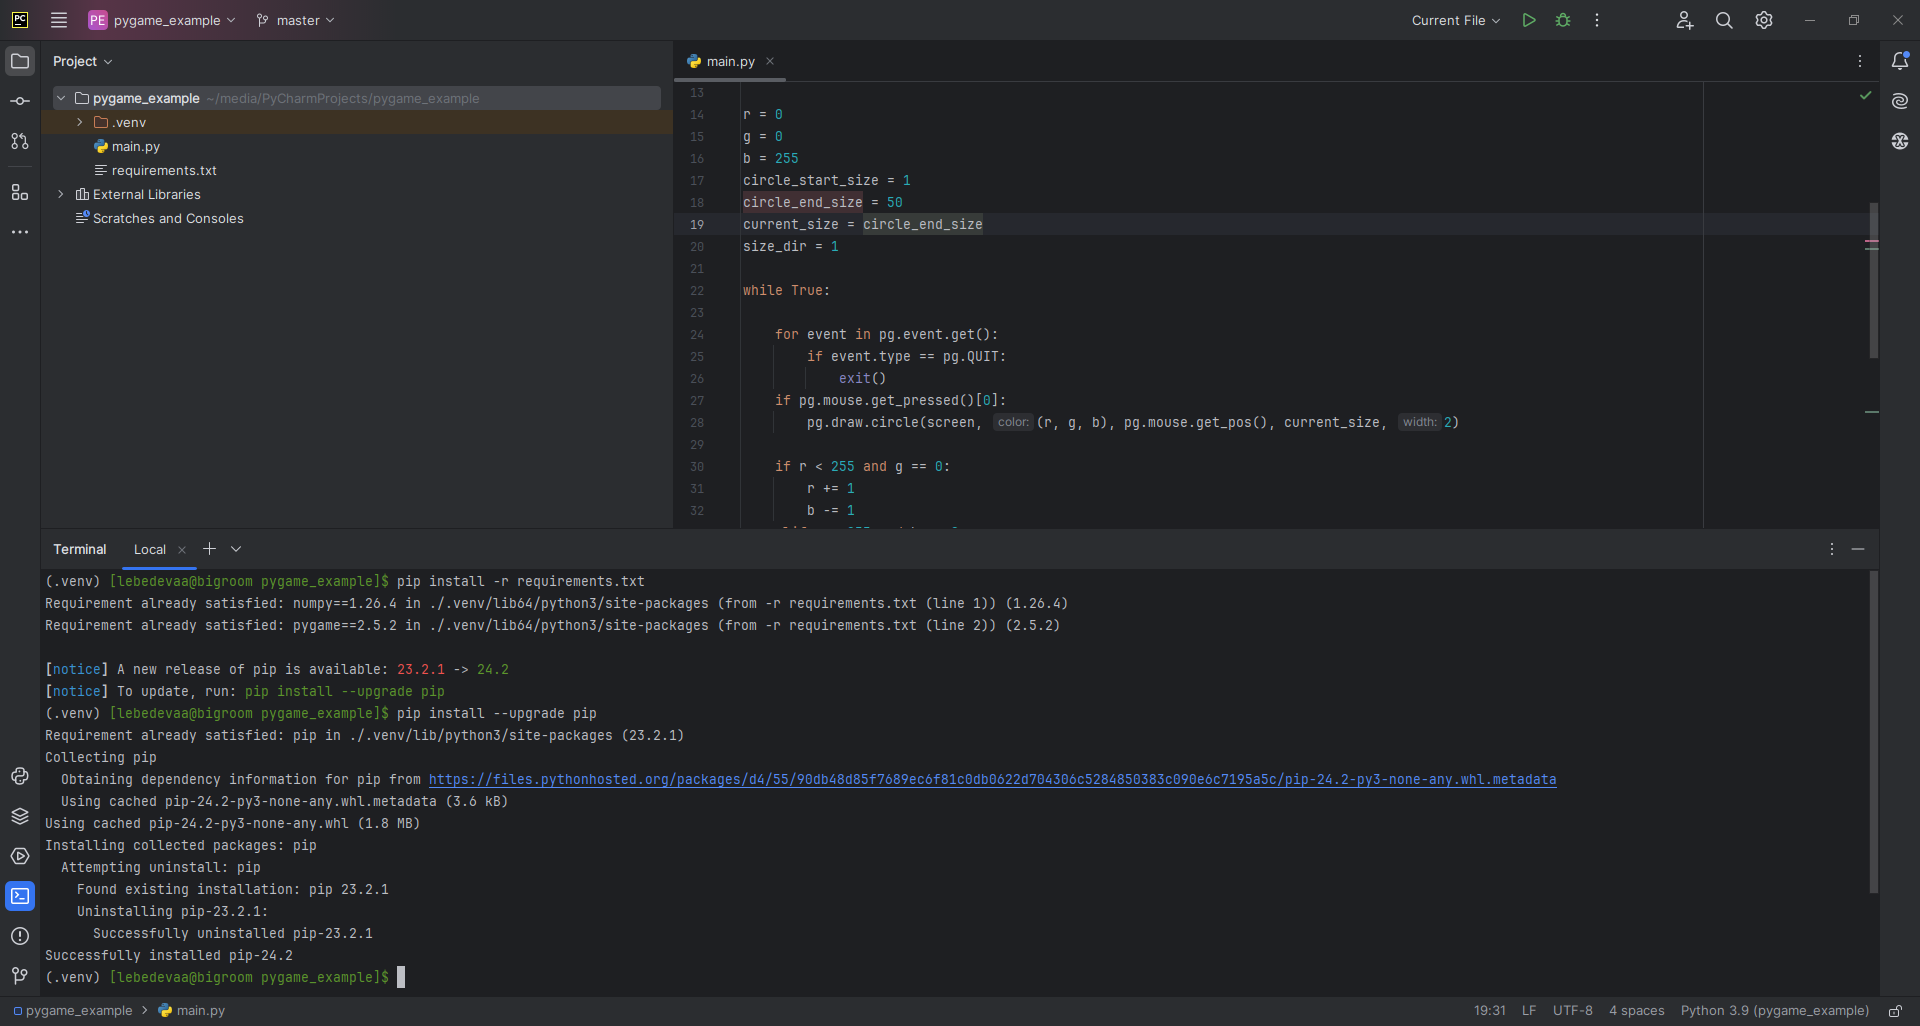 PC
PE pygame_example
master
Current File
Project
main.py
pygame_example ~/media/PyCharmProjects/pygame_example
.venv
main.py
requirements.txt
External Libraries
Scratches and Consoles
13
14 r = 0
15 g = 0
16 b = 255
17 circle_start_size = 1
18 circle_end_size = 50
19 current_size = circle_end_size
20 size_dir = 1
21
22 while True:
23
24 for event in pg.event.get():
25 if event.type == pg.QUIT:
26 exit()
27 if pg.mouse.get_pressed()[0]:
28 pg.draw.circle(screen, color: (r, g, b), pg.mouse.get_pos(), current_size, width: 2)
29
30 if r < 255 and g == 0:
31 r += 1
32 b -= 1
Terminal Local
(.venv) [lebedevaa@bigroom pygame_example]$ pip install -r requirements.txt
Requirement already satisfied: numpy==1.26.4 in ./.venv/lib64/python3/site-packages (from -r requirements.txt (line 1)) (1.26.4)
Requirement already satisfied: pygame==2.5.2 in ./.venv/lib64/python3/site-packages (from -r requirements.txt (line 2)) (2.5.2)
[notice] A new release of pip is available: 23.2.1 -> 24.2
[notice] To update, run: pip install --upgrade pip
(.venv) [lebedevaa@bigroom pygame_example]$ pip install --upgrade pip
Requirement already satisfied: pip in ./.venv/lib/python3/site-packages (23.2.1)
Collecting pip
Obtaining dependency information for pip from https://files.pythonhosted.org/packages/d4/55/90db48d85f7689ec6f81c0db0622d704306c5284850383c090e6c7195a5c/pip-24.2-py3-none-any.whl.metadata
Using cached pip-24.2-py3-none-any.whl.metadata (3.6 kB)
Using cached pip-24.2-py3-none-any.whl (1.8 MB)
Installing collected packages: pip
Attempting uninstall: pip
Found existing installation: pip 23.2.1
Uninstalling pip-23.2.1:
Successfully uninstalled pip-23.2.1
Successfully installed pip-24.2
(.venv) [lebedevaa@bigroom pygame_example]$
pygame_example > main.py
19:31 LF UTF-8 4 spaces Python 3.9 (pygame_example)